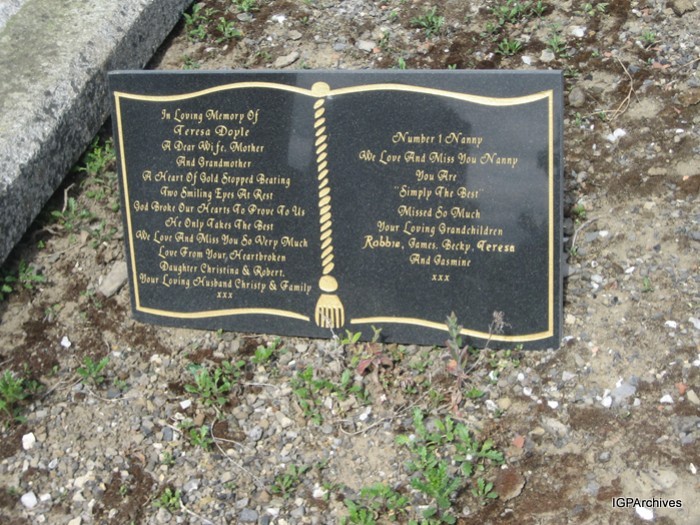 In Loving Memory Of
Teresa Doyle
A Dear Wife, Mother
And Grandmother
A Heart Of Gold Stopped Beating
Two Smiling Eyes At Rest
God Broke Our Hearts To Prove To Us
He Only Takes The Best
We Love And Miss You So Very Much
Love From Your, Heartbroken
Daughter Christina & Robert,
Your Loving Husband Christy & Family
xxx
Number 1 Nanny
We Love And Miss You Nanny
You Are
"Simply The Best"
Missed So Much
Your Loving Grandchildren
Robbie, James, Becky, Teresa
And Jasmine
xxx
IGPArchives